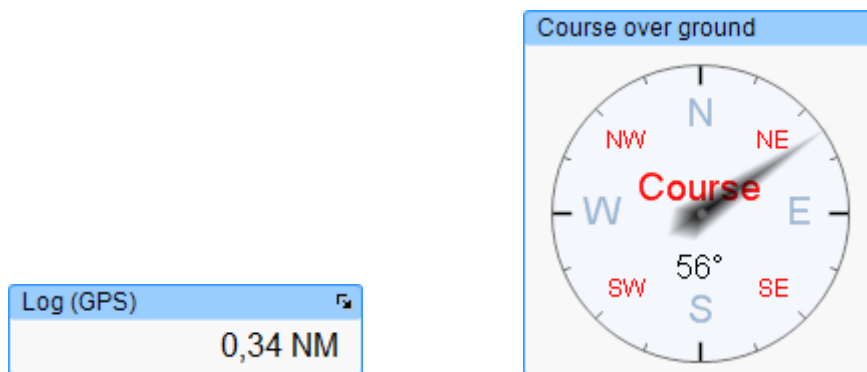 Course over ground
N
NW
NE
Course
W
E
56°
SW
SE
S
Log (GPS)
0,34 NM